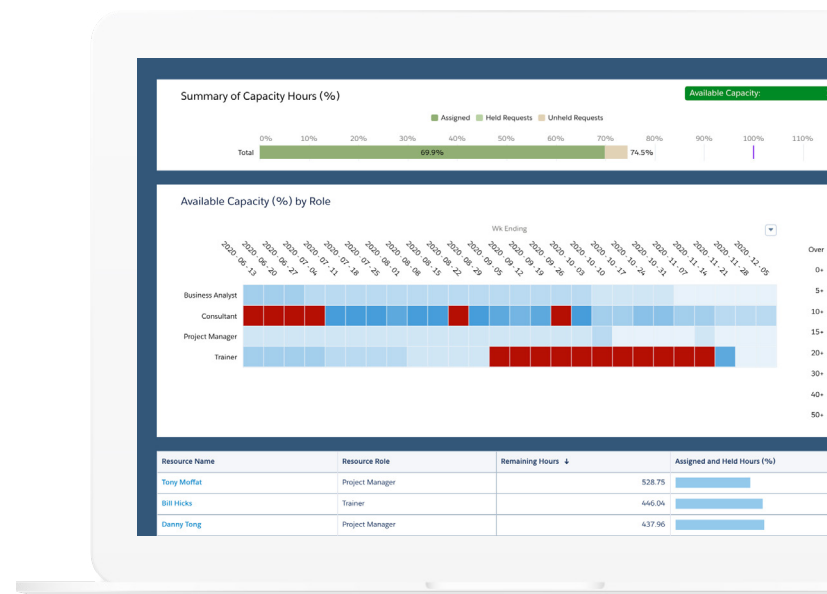 Summary of Capacity Hours (%)
Available Capacity:
Assigned Held Requests Unheld Requests
0% 10% 20% 30% 40% 50% 60% 70% 80% 90% 100% 110%
Total 69.9% 74.5%
Available Capacity (%) by Role
Wk Ending
2020-06-13 2020-06-20 2020-06-27 2020-07-04 2020-07-11 2020-07-18 2020-07-25 2020-08-01 2020-08-08 2020-08-15 2020-08-22 2020-08-29 2020-09-05 2020-09-12 2020-09-19 2020-09-26 2020-10-03 2020-10-10 2020-10-17 2020-10-24 2020-10-31 2020-11-07 2020-11-14 2020-11-21 2020-11-28 2020-12-05
Over
0+
Business Analyst
5+
Consultant
10+
Project Manager
15+
Trainer
20+
30+
40+
50+
Resource Name Resource Role Remaining Hours ↓ Assigned and Held Hours (%)
Tony Moffat Project Manager 528.75
Bill Hicks Trainer 446.04
Danny Tong Project Manager 437.96